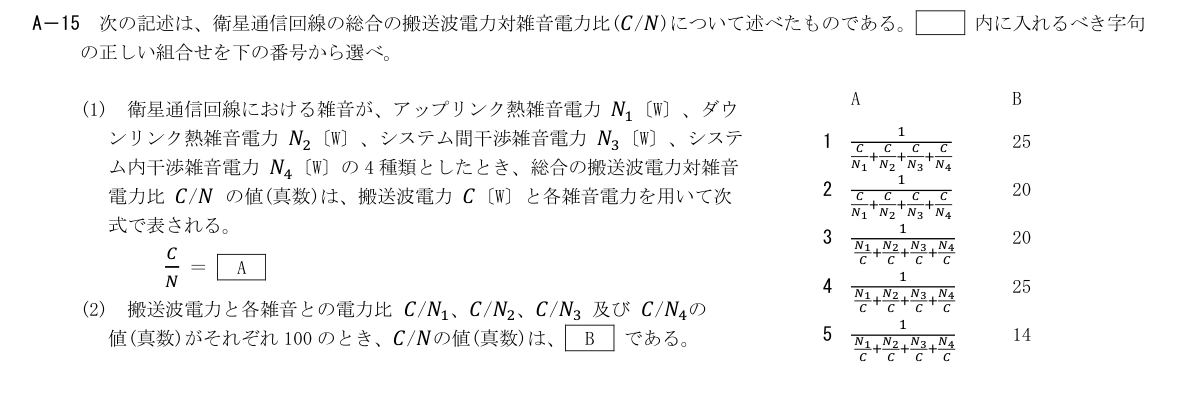 A－15 次の記述は、衛星通信回線の総合の搬送波電力対雑音電力比(C/N)について述べたものである。□内に入れるべき字句
の正しい組合せを下の番号から選べ。
(1) 衛星通信回線における雑音が、アップリンク熱雑音電力 N₁〔W〕、ダウ
ンリンク熱雑音電力 N₂〔W〕、システム間干渉雑音電力 N₃〔W〕、システ
ム内干渉雑音電力 N₄〔W〕の4種類としたとき、総合の搬送波電力対雑音
電力比 C/N の値(真数)は、搬送波電力 C〔W〕と各雑音電力を用いて次
式で表される。
C/N = A
(2) 搬送波電力と各雑音との電力比 C/N₁、C/N₂、C/N₃ 及び C/N₄の
値(真数)がそれぞれ 100 のとき、C/Nの値(真数)は、 B である。
A B
1 1/(C/N₁+C/N₂+C/N₃+C/N₄) 25
2 1/(C/N₁+C/N₂+C/N₃+C/N₄) 20
3 1/(N₁/C+N₂/C+N₃/C+N₄/C) 20
4 1/(N₁/C+N₂/C+N₃/C+N₄/C) 25
5 1/(N₁/C+N₂/C+N₃/C+N₄/C) 14